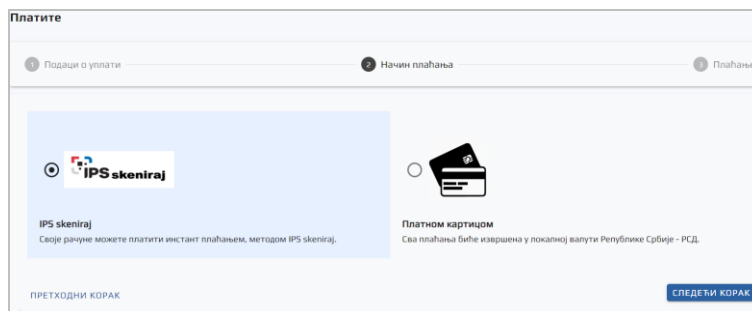 Платите
1 Подаци о уплати
2 Начин плаћања
3 Плаћање
IPS skeniraj
IPS skeniraj
Своје рачуне можете платити инстант плаћањем, методом IPS skeniraj.
Платном картицом
Сва плаћања биће извршена у локалној валути Републике Србије - РСД.
ПРЕТХОДНИ КОРАК
СЛЕДЕЋИ КОРАК